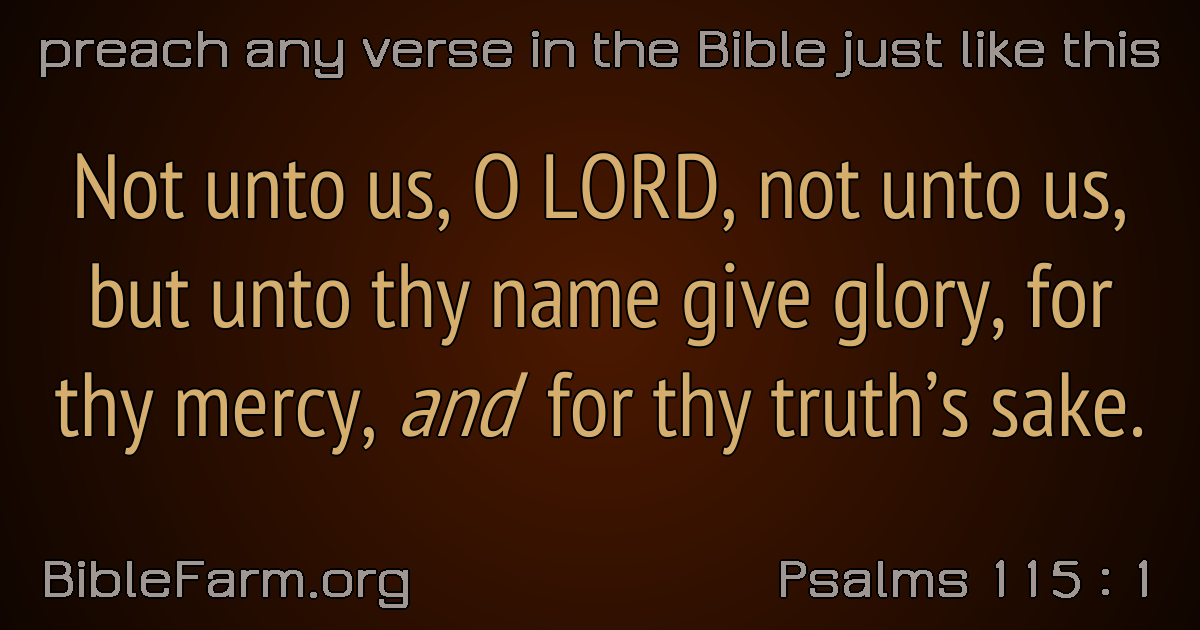 preach any verse in the Bible just like this
Not unto us, O LORD, not unto us,
but unto thy name give glory, for
thy mercy, and for thy truth’s sake.
BibleFarm.org
Psalms 115 : 1